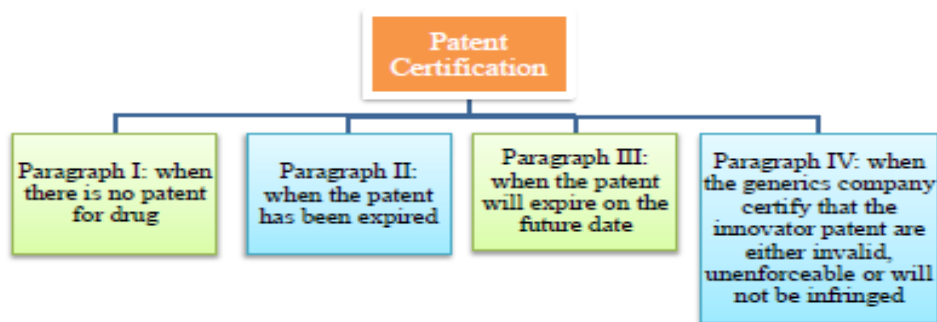 Patent
Certification
Paragraph I: when
there is no patent
for drug
Paragraph II:
when the patent
has been expired
Paragraph III:
when the patent
will expire on the
future date
Paragraph IV: when
the generics company
certify that the
innovator patent are
either invalid,
unenforceable or will
not be infringed